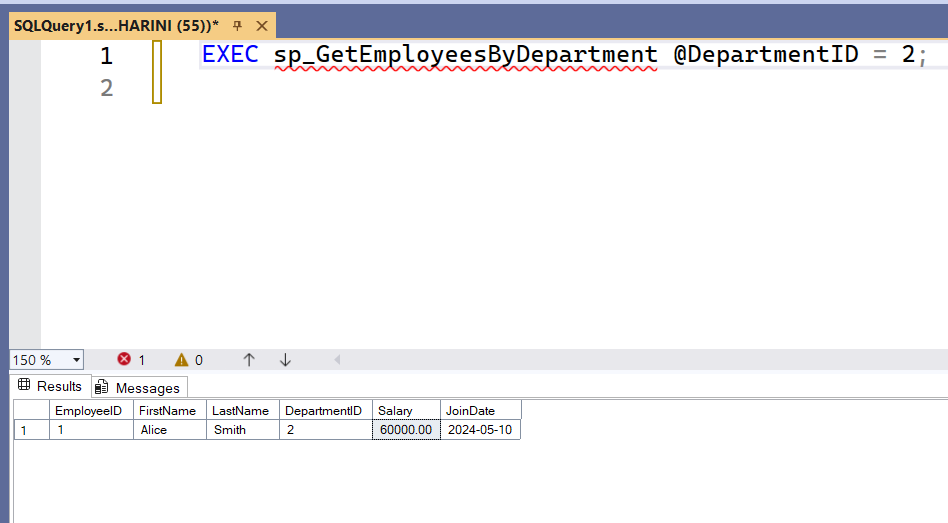 SQLQuery1.s...HARINI (55))*
1 EXEC sp_GetEmployeesByDepartment @DepartmentID = 2;
2
150 % 1 0
Results Messages
EmployeeID FirstName LastName DepartmentID Salary JoinDate
1 1 Alice Smith 2 60000.00 2024-05-10